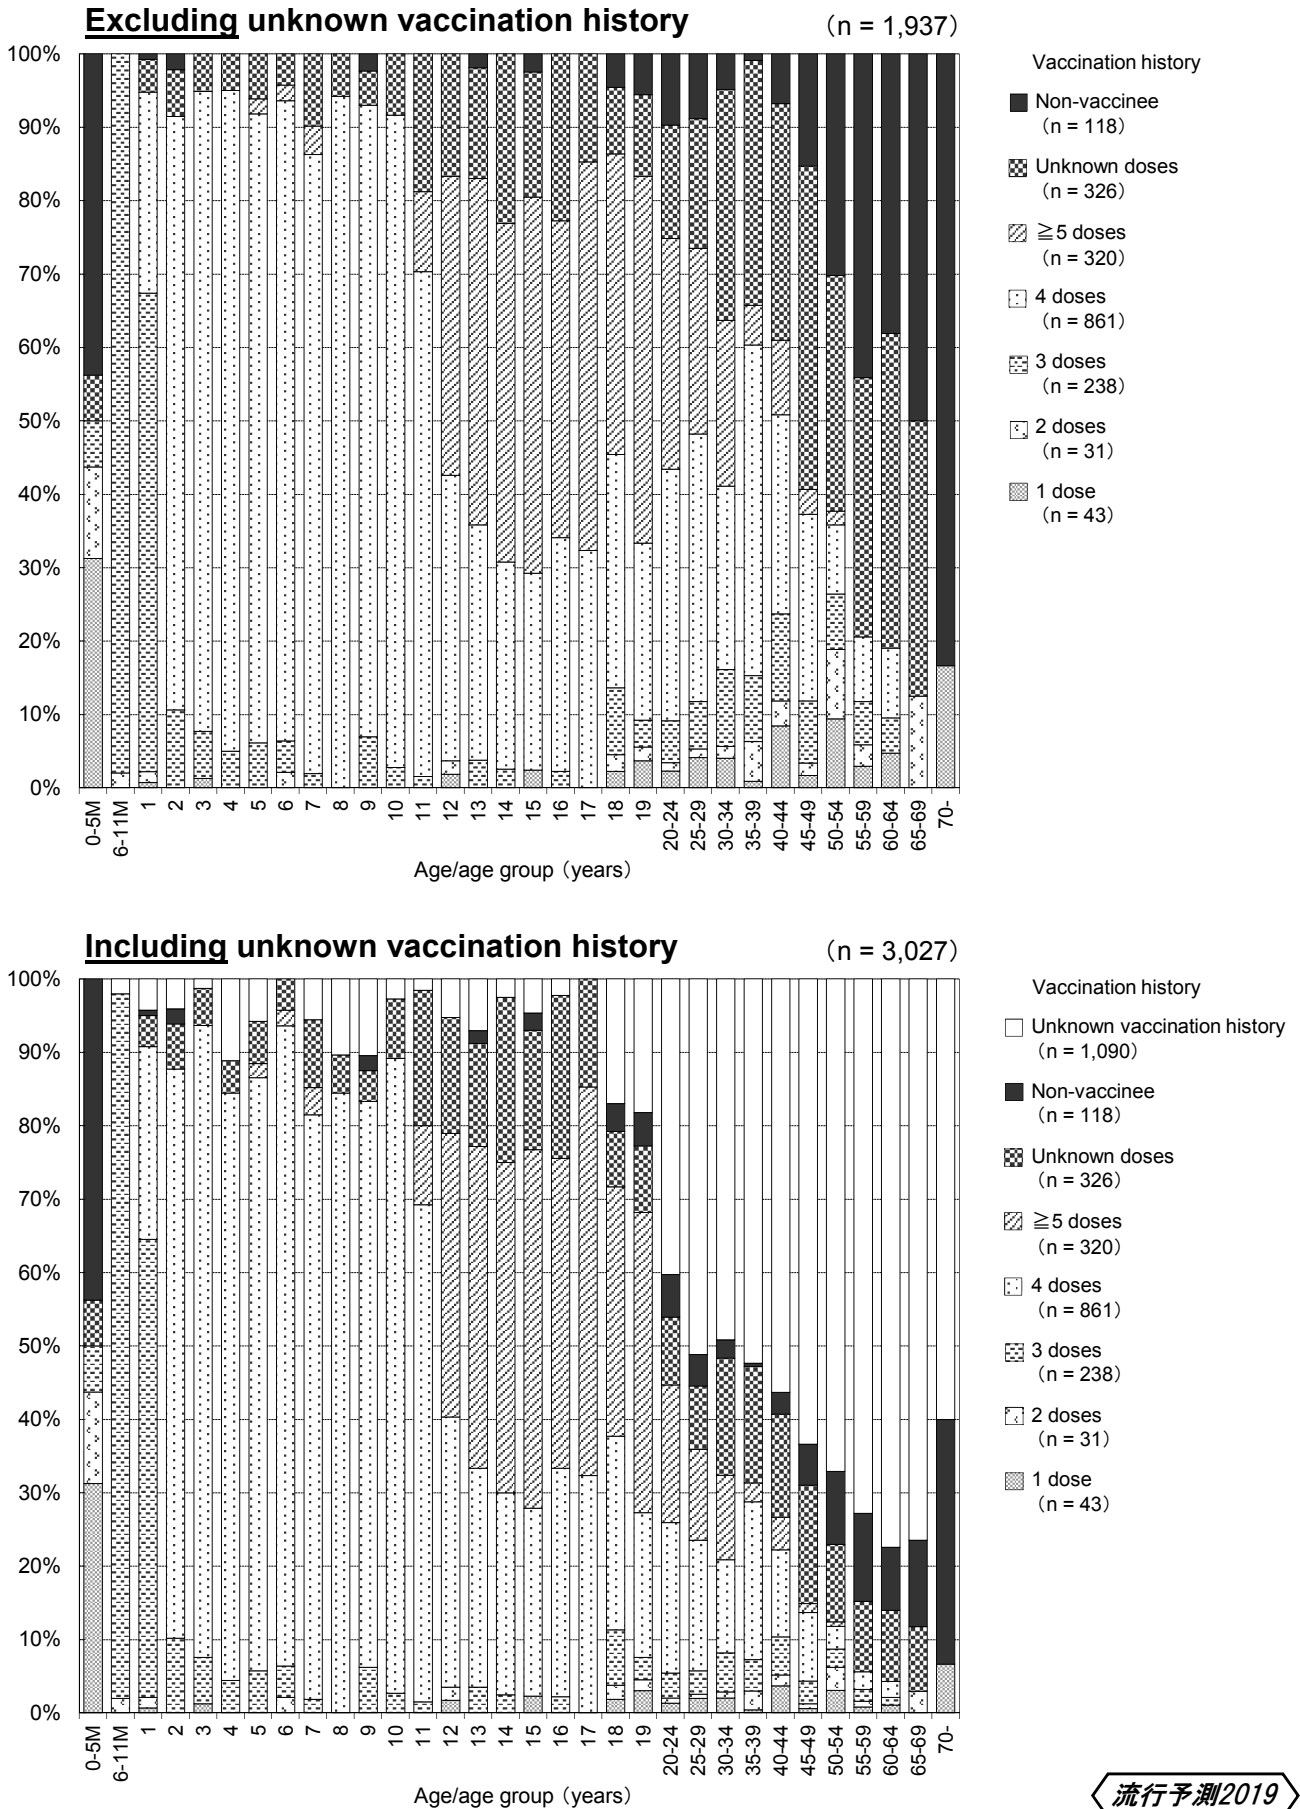 Excluding unknown vaccination history
（n = 1,937）
100%
90%
80%
70%
60%
50%
40%
30%
20%
10%
0%
0-5M
6-11M
1
2
3
4
5
6
7
8
9
10
11
12
13
14
15
16
17
18
19
20-24
25-29
30-34
35-39
40-44
45-49
50-54
55-59
60-64
65-69
70-
Age/age group（years）
Vaccination history
Non-vaccinee
（n = 118）
Unknown doses
（n = 326）
≧5 doses
（n = 320）
4 doses
（n = 861）
3 doses
（n = 238）
2 doses
（n = 31）
1 dose
（n = 43）
Including unknown vaccination history
（n = 3,027）
100%
90%
80%
70%
60%
50%
40%
30%
20%
10%
0%
0-5M
6-11M
1
2
3
4
5
6
7
8
9
10
11
12
13
14
15
16
17
18
19
20-24
25-29
30-34
35-39
40-44
45-49
50-54
55-59
60-64
65-69
70-
Age/age group（years）
Vaccination history
Unknown vaccination history
（n = 1,090）
Non-vaccinee
（n = 118）
Unknown doses
（n = 326）
≧5 doses
（n = 320）
4 doses
（n = 861）
3 doses
（n = 238）
2 doses
（n = 31）
1 dose
（n = 43）
流行予測2019